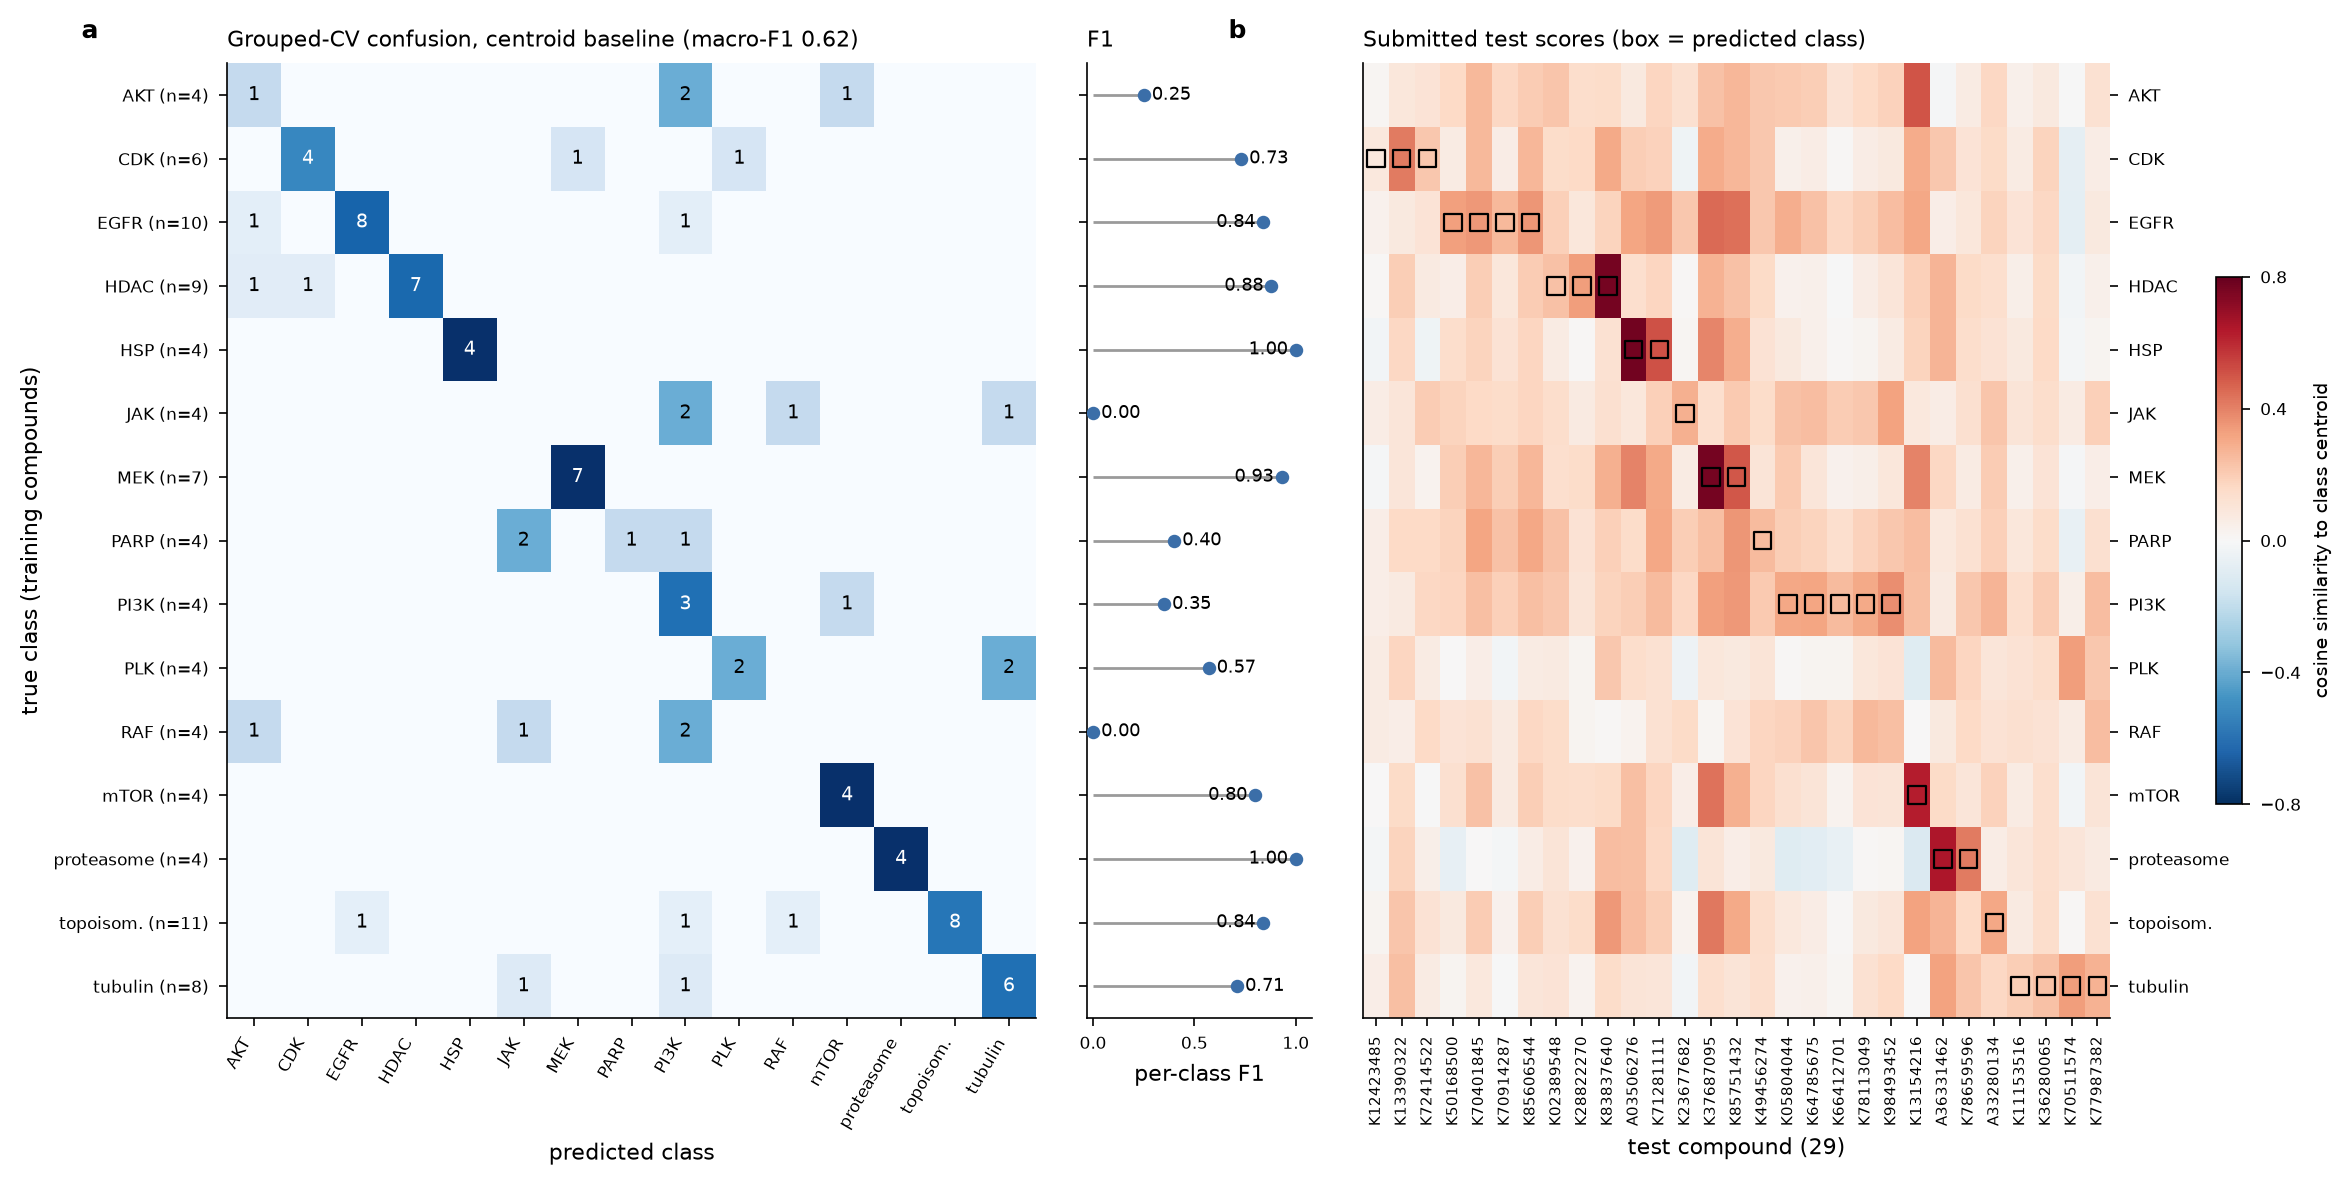 a
Grouped-CV confusion, centroid baseline (macro-F1 0.62)
true class (training compounds)
AKT (n=4) 1 2 1
CDK (n=6) 4 1 1
EGFR (n=10) 1 8 1
HDAC (n=9) 1 1 7
HSP (n=4) 4
JAK (n=4) 2 1 1
MEK (n=7) 7
PARP (n=4) 2 1 1
PI3K (n=4) 3 1
PLK (n=4) 2 2
RAF (n=4) 1 1 2
mTOR (n=4) 4
proteasome (n=4) 4
topoisom. (n=11) 1 1 1 8
tubulin (n=8) 1 1 6
AKT CDK EGFR HDAC HSP JAK MEK PARP PI3K PLK RAF mTOR proteasome topoisom. tubulin
predicted class
F1
0.25
0.73
0.84
0.88
1.00
0.00
0.93
0.40
0.35
0.57
0.00
0.80
1.00
0.84
0.71
0.0 0.5 1.0
per-class F1
b
Submitted test scores (box = predicted class)
AKT
CDK
EGFR
HDAC
HSP
JAK
MEK
PARP
PI3K
PLK
RAF
mTOR
proteasome
topoisom.
tubulin
K12423485
K13390322
K72414522
K50168500
K70401845
K70914287
K85606544
K02389548
K28822270
K83837640
A03506276
K71281111
K23677682
K37687095
K85751432
K49456274
K05804044
K64785675
K66412701
K78113049
K98493452
K13154216
A36331462
K78659596
A33280134
K11153516
K36280065
K70511574
K77987382
test compound (29)
0.8
0.4
0.0
−0.4
−0.8
cosine similarity to class centroid